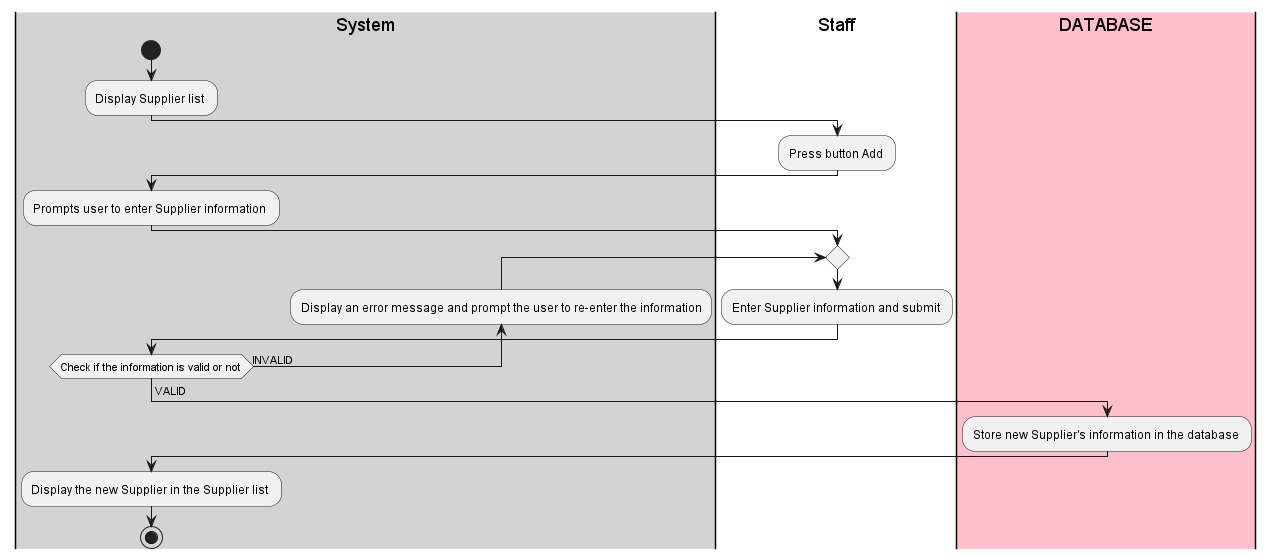 System
Staff
DATABASE
Display Supplier list
Press button Add
Prompts user to enter Supplier information
Display an error message and prompt the user to re-enter the information
Enter Supplier information and submit
Check if the information is valid or not
INVALID
VALID
Store new Supplier's information in the database
Display the new Supplier in the Supplier list